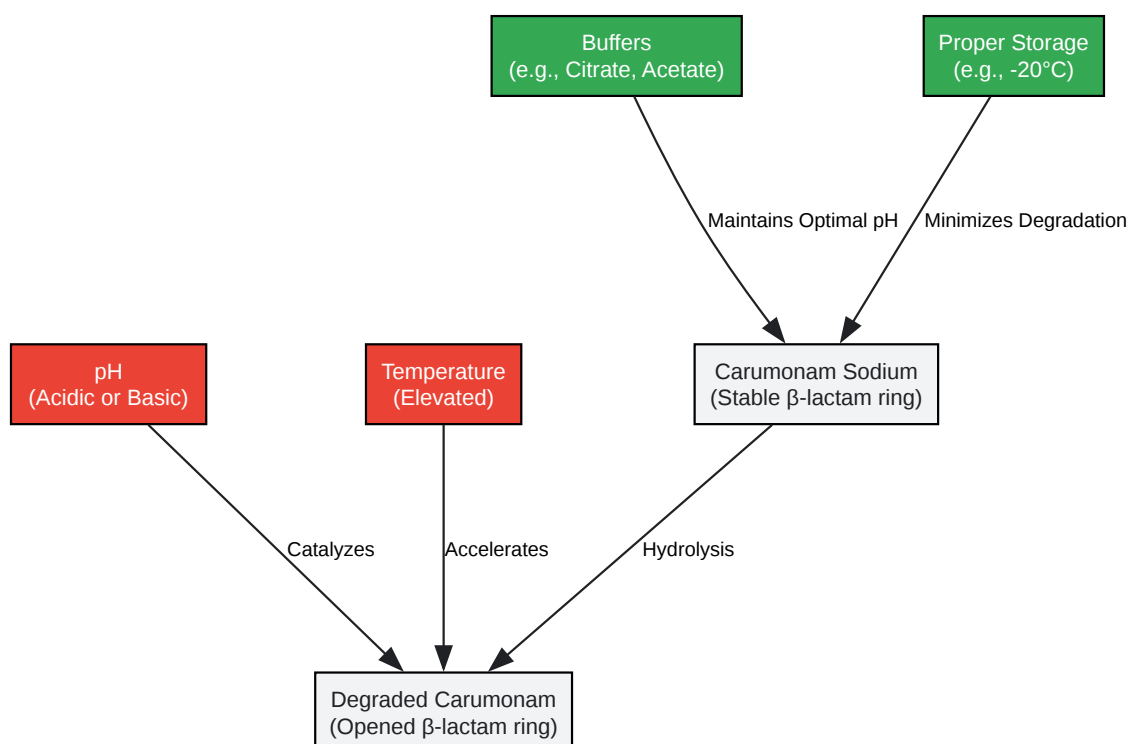 Buffers
(e.g., Citrate, Acetate)
Proper Storage
(e.g., -20°C)
Maintains Optimal pH
Minimizes Degradation
pH
(Acidic or Basic)
Temperature
(Elevated)
Carumonam Sodium
(Stable β-lactam ring)
Catalyzes
Accelerates
Hydrolysis
Degraded Carumonam
(Opened β-lactam ring)